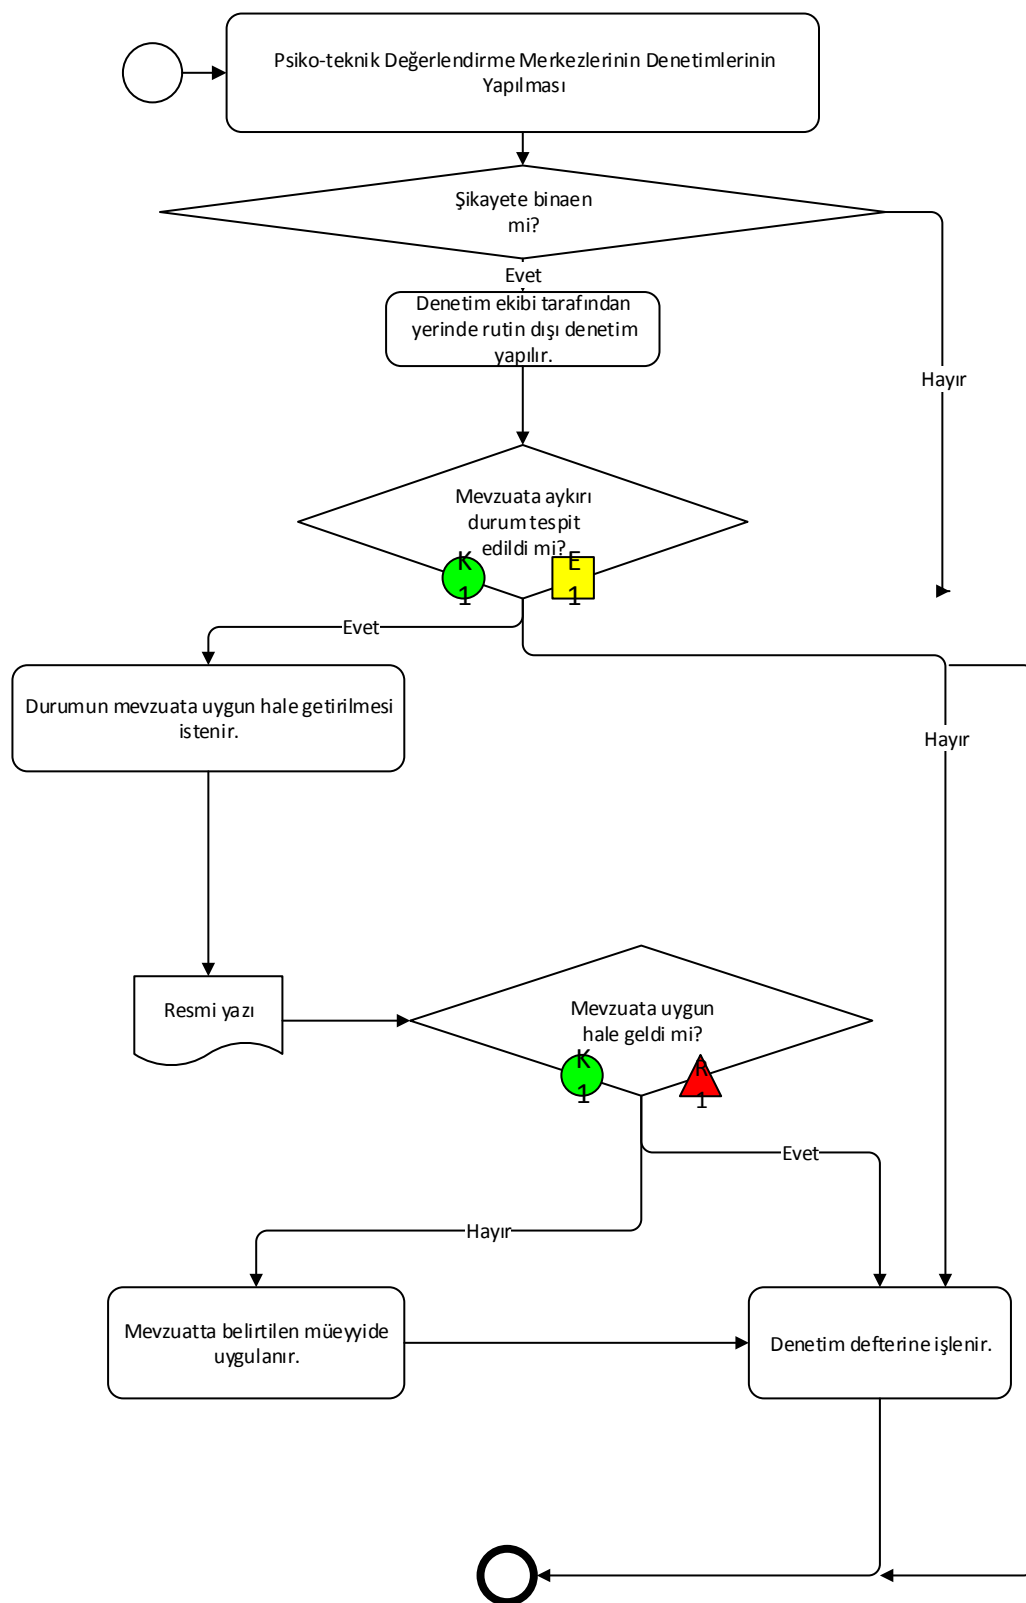 Psiko-teknik Değerlendirme Merkezlerinin Denetimlerinin
Yapılması
Şikayete binaen
mi?
Evet
Denetim ekibi tarafından
yerinde rutin dışı denetim
yapılır.
Hayır
Mevzuata aykırı
durum tespit
edildi mi?
K
1
E
1
Evet
Durumun mevzuata uygun hale getirilmesi
istenir.
Hayır
Resmi yazı
Mevzuata uygun
hale geldi mi?
K
1
R
1
Evet
Hayır
Mevzuatta belirtilen müeyyide
uygulanır.
Denetim defterine işlenir.